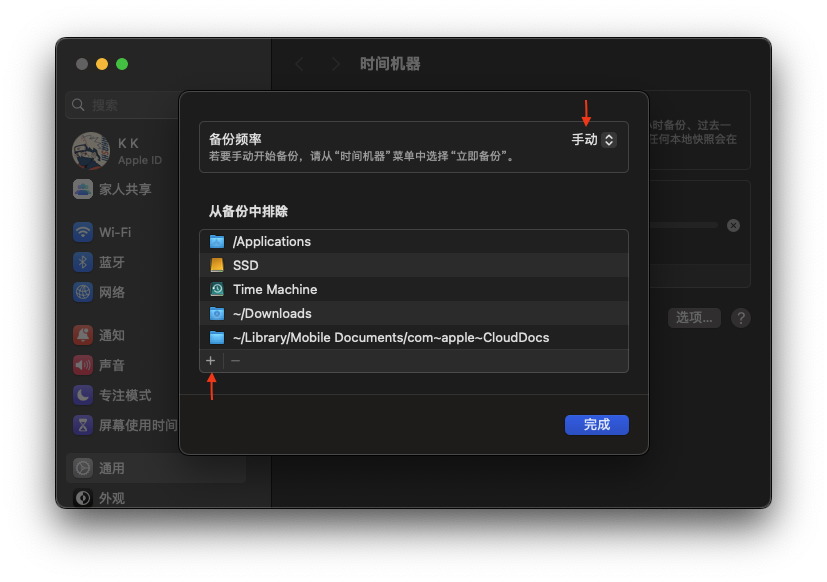 时间机器
搜索
小时备份、过去一
任何本地快照会在
K K
Apple ID
家人共享
Wi-Fi
蓝牙
网络
通知
声音
专注模式
屏幕使用时间
通用
外观
备份频率
手动
若要手动开始备份，请从“时间机器”菜单中选择“立即备份”。
从备份中排除
/Applications
SSD
Time Machine
~/Downloads
~/Library/Mobile Documents/com~apple~CloudDocs
+ −
完成
选项...
?